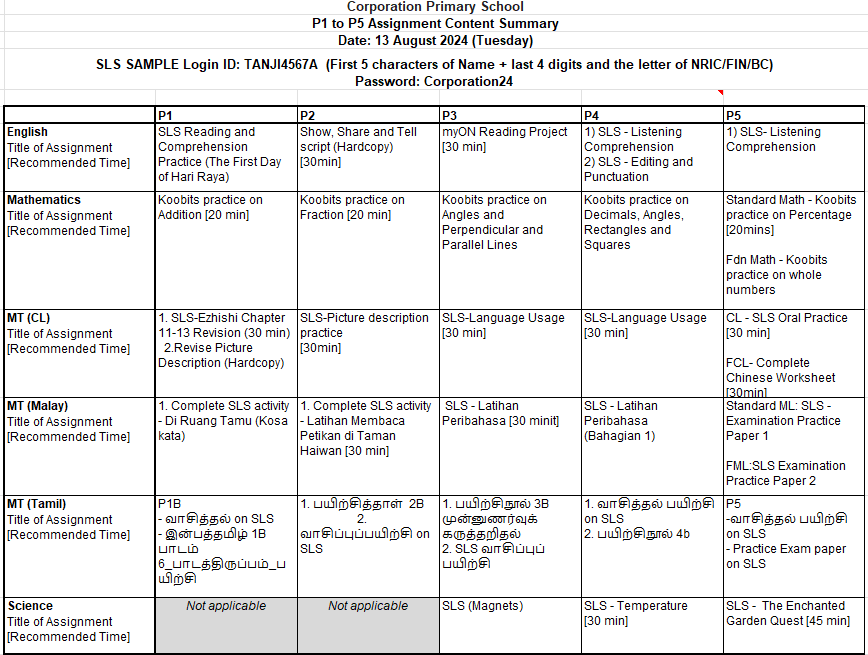 Corporation Primary School
P1 to P5 Assignment Content Summary
Date: 13 August 2024 (Tuesday)
SLS SAMPLE Login ID: TANJI4567A (First 5 characters of Name + last 4 digits and the letter of NRIC/FIN/BC)
Password: Corporation24
P1
P2
P3
P4
P5
English
Title of Assignment
[Recommended Time]
SLS Reading and
Comprehension
Practice (The First Day
of Hari Raya)
Show, Share and Tell
script (Hardcopy)
[30min]
myON Reading Project
[30 min]
1) SLS - Listening
Comprehension
2) SLS - Editing and
Punctuation
1) SLS- Listening
Comprehension
Mathematics
Title of Assignment
[Recommended Time]
Koobits practice on
Addition [20 min]
Koobits practice on
Fraction [20 min]
Koobits practice on
Angles and
Perpendicular and
Parallel Lines
Koobits practice on
Decimals, Angles,
Rectangles and
Squares
Standard Math - Koobits
practice on Percentage
[20mins]
Fdn Math - Koobits
practice on whole
numbers
MT (CL)
Title of Assignment
[Recommended Time]
1. SLS-Ezhishi Chapter
11-13 Revision (30 min)
2.Revise Picture
Description (Hardcopy)
SLS-Picture description
practice
[30min]
SLS-Language Usage
[30 min]
SLS-Language Usage
[30 min]
CL - SLS Oral Practice
[30 min]
FCL- Complete
Chinese Worksheet
[30min]
MT (Malay)
Title of Assignment
[Recommended Time]
1. Complete SLS activity
- Di Ruang Tamu (Kosa
kata)
1. Complete SLS activity
- Latihan Membaca
Petikan di Taman
Haiwan [30 min]
SLS - Latihan
Peribahasa [30 minit]
SLS - Latihan
Peribahasa
(Bahagian 1)
Standard ML: SLS -
Examination Practice
Paper 1
FML:SLS Examination
Practice Paper 2
MT (Tamil)
Title of Assignment
[Recommended Time]
P1B
- வாசித்தல் on SLS
- இன்பத்தமிழ் 1B
பாடம்
6_பாடத்திருப்பம்_ப
யிற்சி
1. பயிற்சித்தாள் 2B
2.
வாசிப்புப்பயிற்சி on
SLS
1. பயிற்சிநூல் 3B
முன்னுணர்வுக்
கருத்தறிதல்
2. SLS வாசிப்புப்
பயிற்சி
1. வாசித்தல் பயிற்சி
on SLS
2. பயிற்சிநூல் 4b
P5
-வாசித்தல் பயிற்சி
on SLS
- Practice Exam paper
on SLS
Science
Title of Assignment
[Recommended Time]
Not applicable
Not applicable
SLS (Magnets)
SLS - Temperature
[30 min]
SLS - The Enchanted
Garden Quest [45 min]